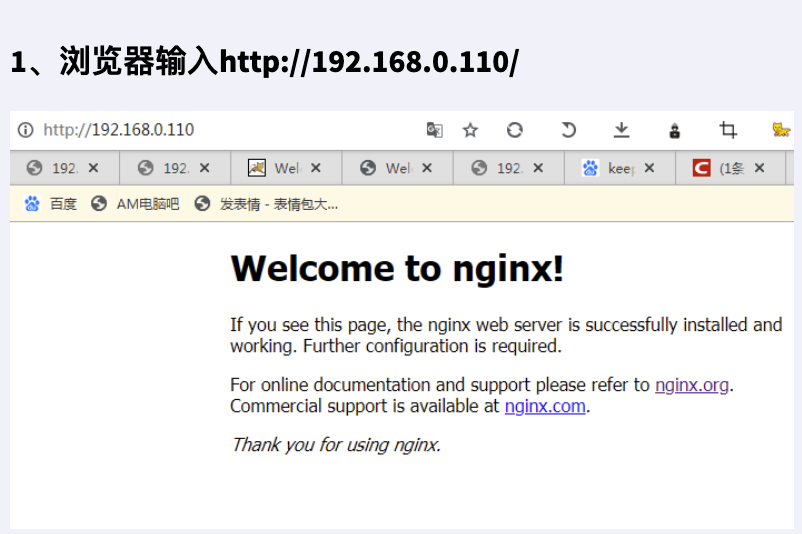 1、浏览器输入http://192.168.0.110/
http://192.168.0.110
192. 192. Wel 192. keep (1条
百度 AM电脑吧 发表情 - 表情包大...
Welcome to nginx!
If you see this page, the nginx web server is successfully installed and
working. Further configuration is required.
For online documentation and support please refer to nginx.org.
Commercial support is available at nginx.com.
Thank you for using nginx.